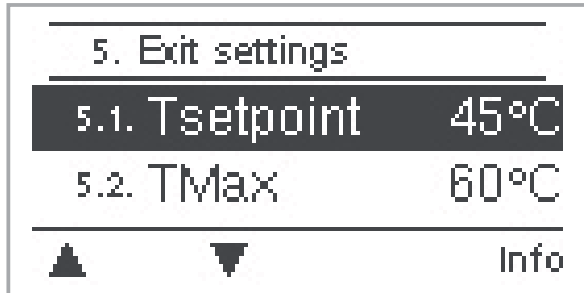 5. Exit settings
5.1. Tsetpoint 45°C
5.2. TMax 60°C
▲ ▼ Info